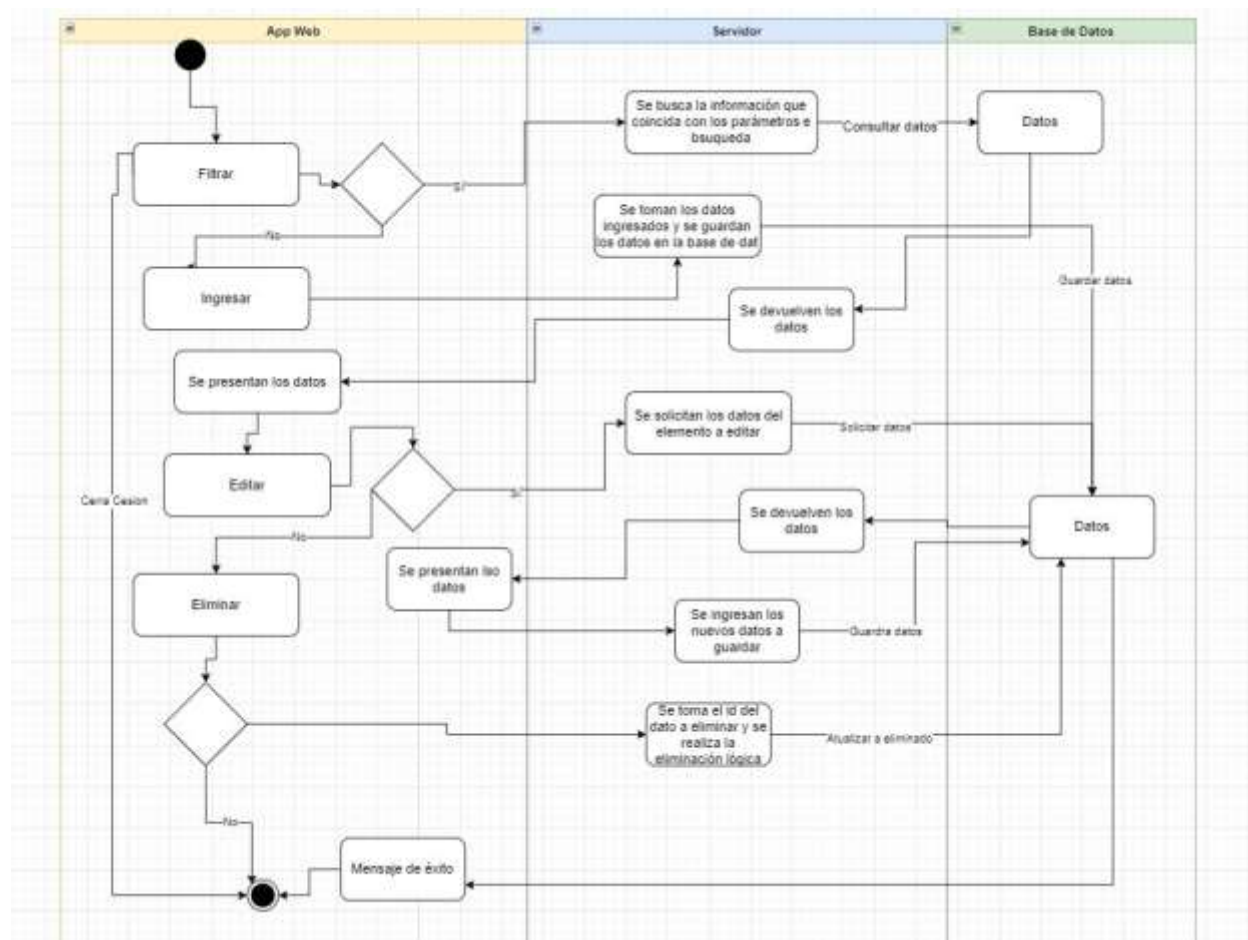 App Web
Servidor
Base de Datos
Se busca la información que
coincida con los parámetros e
bsuqueda
Consultar datos
Datos
Filtrar
Si
No
Se toman los datos
ingresados y se guardan
los datos en la base de dat
Guardar datos
Ingresar
Se devuelven los
datos
Se presentan los datos
Se solicitan los datos del
elemento a editar
Solicitar datos
Editar
Si
Cerra Cesion
No
Se devuelven los
datos
Datos
Se presentan lso
datos
Eliminar
Se ingresan los
nuevos datos a
guardar
Guardra datos
Se toma el id del
dato a eliminar y se
realiza la
eliminación lógica
Atualizar a eliminado
No
Mensaje de éxito